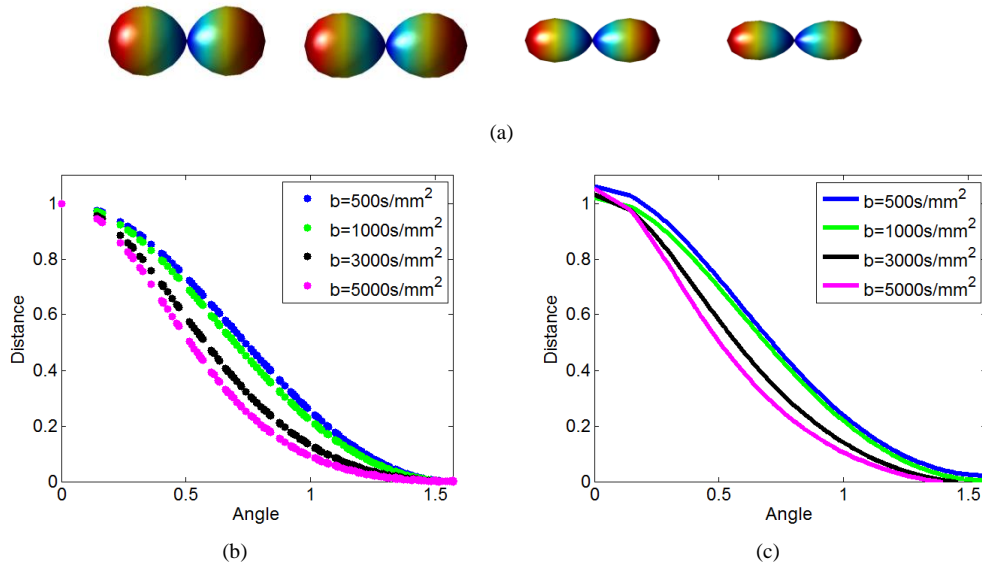 (a)
1
0.8
0.6
0.4
0.2
0
Distance
0
0.5
1
1.5
Angle
b=500s/mm²
b=1000s/mm²
b=3000s/mm²
b=5000s/mm²
(b)
1
0.8
0.6
0.4
0.2
0
Distance
0
0.5
1
1.5
Angle
b=500s/mm²
b=1000s/mm²
b=3000s/mm²
b=5000s/mm²
(c)